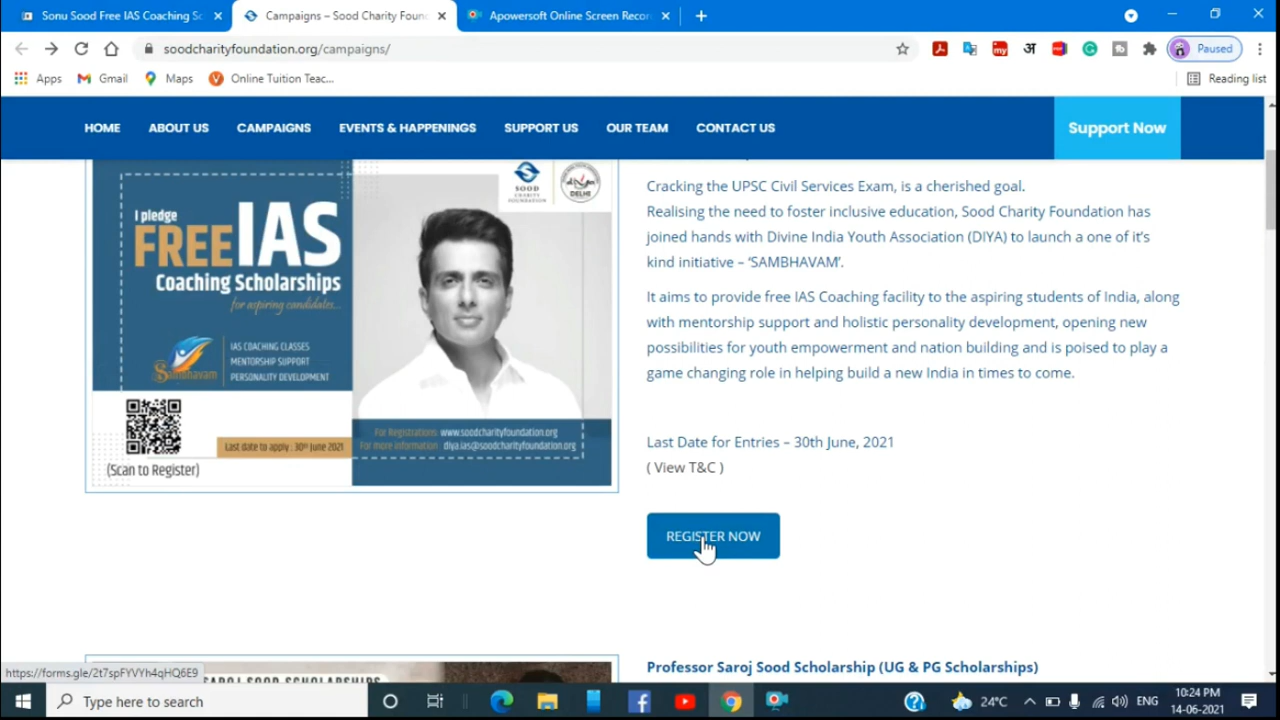 Sonu Sood Free IAS Coaching Sc
Campaigns – Sood Charity Foun
Apowersoft Online Screen Recor
soodcharityfoundation.org/campaigns/
Paused
Apps
Gmail
Maps
Online Tuition Teac...
Reading list
HOME
ABOUT US
CAMPAIGNS
EVENTS & HAPPENINGS
SUPPORT US
OUR TEAM
CONTACT US
Support Now
SOOD
CHARITY
FOUNDATION
DELHI
I pledge
FREE IAS
Coaching Scholarships
for aspiring candidates...
Sambhavam
IAS COACHING CLASSES
MENTORSHIP SUPPORT
PERSONALITY DEVELOPMENT
Last date to apply : 30th June 2021
(Scan to Register)
For Registrations: www.soodcharityfoundation.org
For more information: diya.ias@soodcharityfoundation.org
Cracking the UPSC Civil Services Exam, is a cherished goal.
Realising the need to foster inclusive education, Sood Charity Foundation has
joined hands with Divine India Youth Association (DIYA) to launch a one of it's
kind initiative – 'SAMBHAVAM'.
It aims to provide free IAS Coaching facility to the aspiring students of India, along
with mentorship support and holistic personality development, opening new
possibilities for youth empowerment and nation building and is poised to play a
game changing role in helping build a new India in times to come.
Last Date for Entries – 30th June, 2021
( View T&C )
REGISTER NOW
Professor Saroj Sood Scholarship (UG & PG Scholarships)
SAROJ SOOD SCHOLARSHIPS
https://forms.gle/2t7spFYVYh4qHQ6E9
Type here to search
24°C
ENG
10:24 PM
14-06-2021